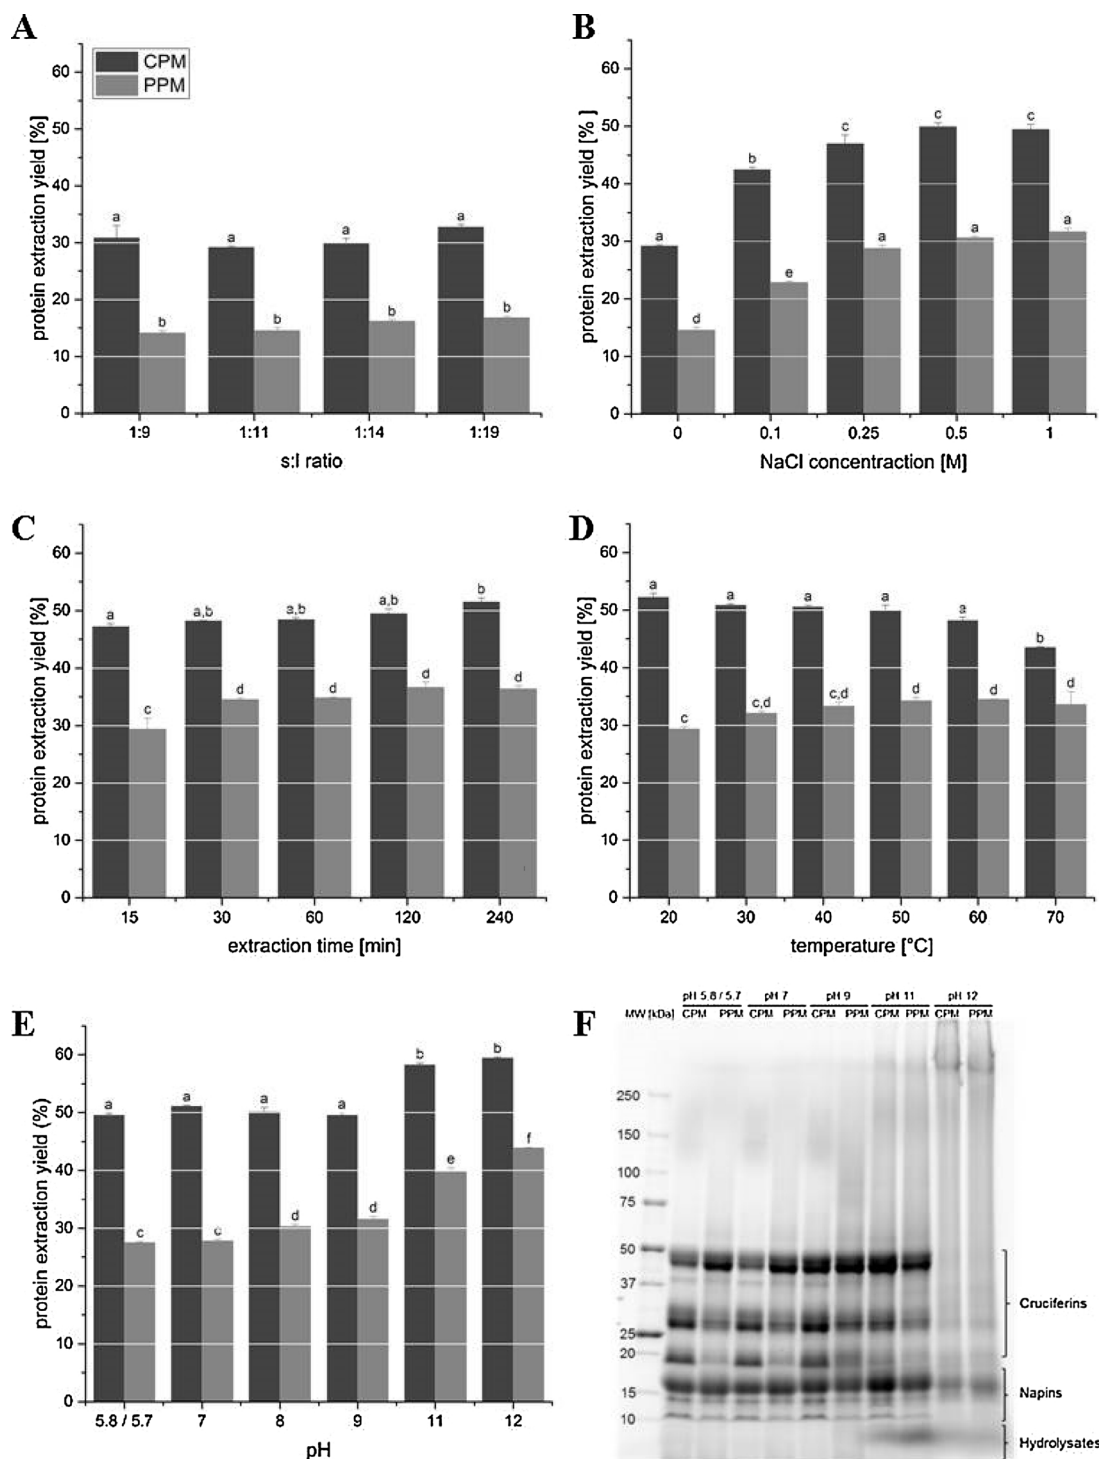 A
CPM
PPM
protein extraction yield [%]
60
50
40
30
20
10
0
a
b
a
b
a
b
a
b
1:9
1:11
1:14
1:19
s:l ratio
B
protein extraction yield [% ]
60
50
40
30
20
10
0
a
d
b
e
c
a
c
a
c
a
0
0.1
0.25
0.5
1
NaCl concentraction [M]
C
protein extraction yield [%]
60
50
40
30
20
10
0
a
c
a,b
d
a,b
d
a,b
d
b
d
15
30
60
120
240
extraction time [min]
D
protein extraction yield [%]
60
50
40
30
20
10
0
a
c
a
c,d
a
c,d
a
d
a
d
b
d
20
30
40
50
60
70
temperature [°C]
E
protein extraction yield (%)
60
50
40
30
20
10
0
a
c
a
c
a
d
a
d
b
e
b
f
5.8 / 5.7
7
8
9
11
12
pH
F
pH 5,8 / 5.7 pH 7 pH 9 pH 11 pH 12
MW [kDa] CPM PPM CPM PPM CPM PPM CPM PPM CPM PPM
250
150
100
75
50
37
25
20
15
10
Cruciferins
Napins
Hydrolysates